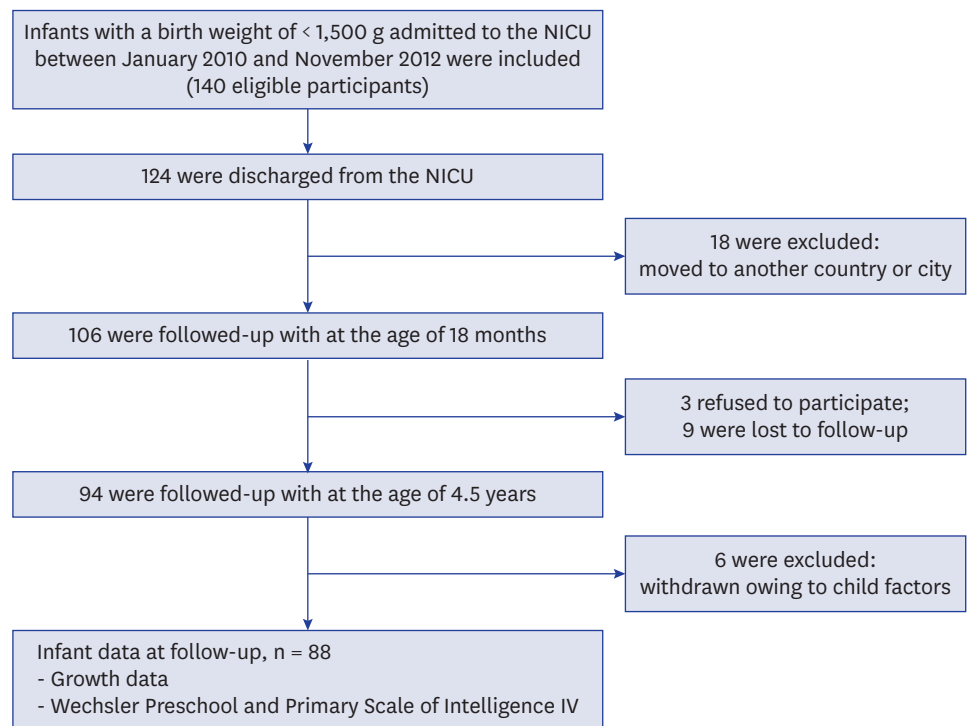 Infants with a birth weight of < 1,500 g admitted to the NICU
between January 2010 and November 2012 were included
(140 eligible participants)
124 were discharged from the NICU
18 were excluded:
moved to another country or city
106 were followed-up with at the age of 18 months
3 refused to participate;
9 were lost to follow-up
94 were followed-up with at the age of 4.5 years
6 were excluded:
withdrawn owing to child factors
Infant data at follow-up, n = 88
- Growth data
- Wechsler Preschool and Primary Scale of Intelligence IV